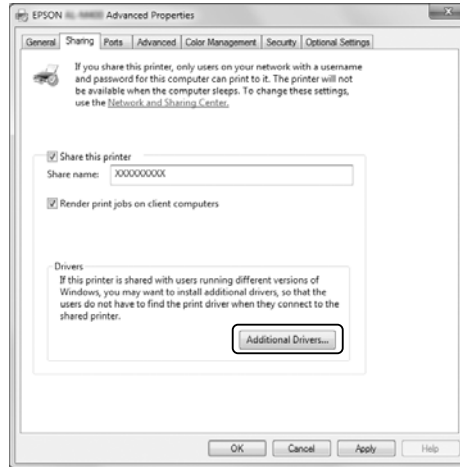 EPSON Advanced Properties
General Sharing Ports Advanced Color Management Security Optional Settings
If you share this printer, only users on your network with a username
and password for this computer can print to it. The printer will not
be available when the computer sleeps. To change these settings,
use the Network and Sharing Center.
Share this printer
Share name: XXXXXXXXX
Render print jobs on client computers
Drivers
If this printer is shared with users running different versions of
Windows, you may want to install additional drivers, so that the
users do not have to find the print driver when they connect to the
shared printer.
Additional Drivers...
OK Cancel Apply Help